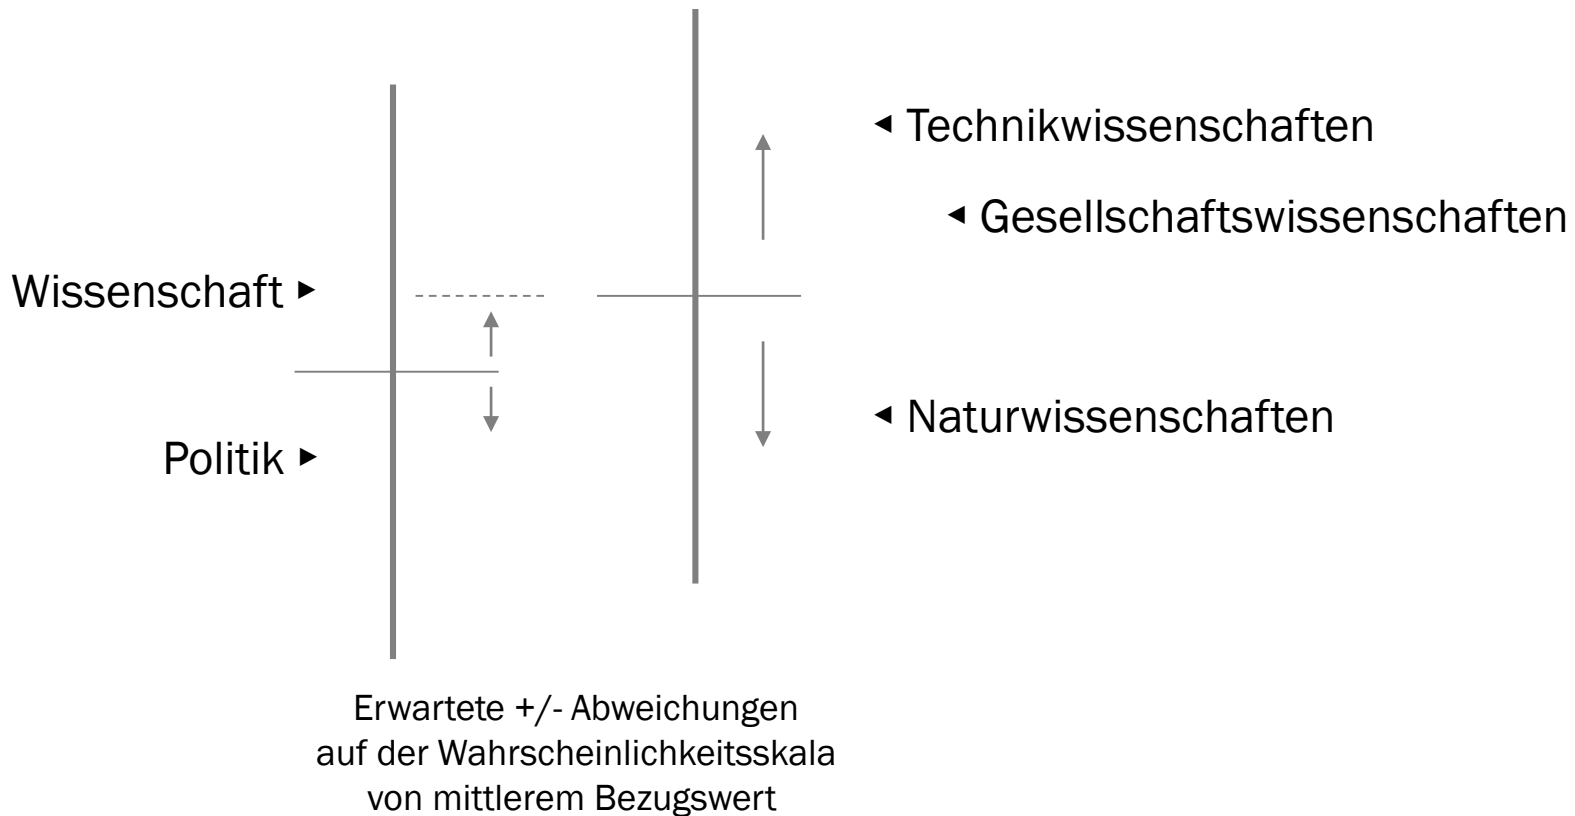 ◄ Technikwissenschaften
◄ Gesellschaftswissenschaften
Wissenschaft ►
◄ Naturwissenschaften
Politik ►
Erwartete +/- Abweichungen
auf der Wahrscheinlichkeitsskala
von mittlerem Bezugswert